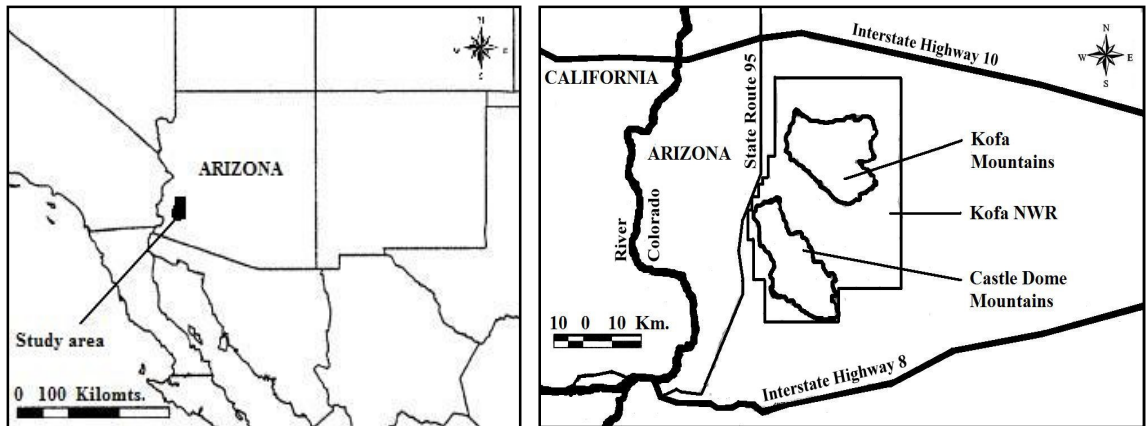 N
W E
S
ARIZONA
Study area
0 100 Kilomts.
N
W E
S
Interstate Highway 10
CALIFORNIA
State Route 95
ARIZONA
Kofa
Mountains
Kofa NWR
River
Colorado
Castle Dome
Mountains
10 0 10 Km.
Interstate Highway 8